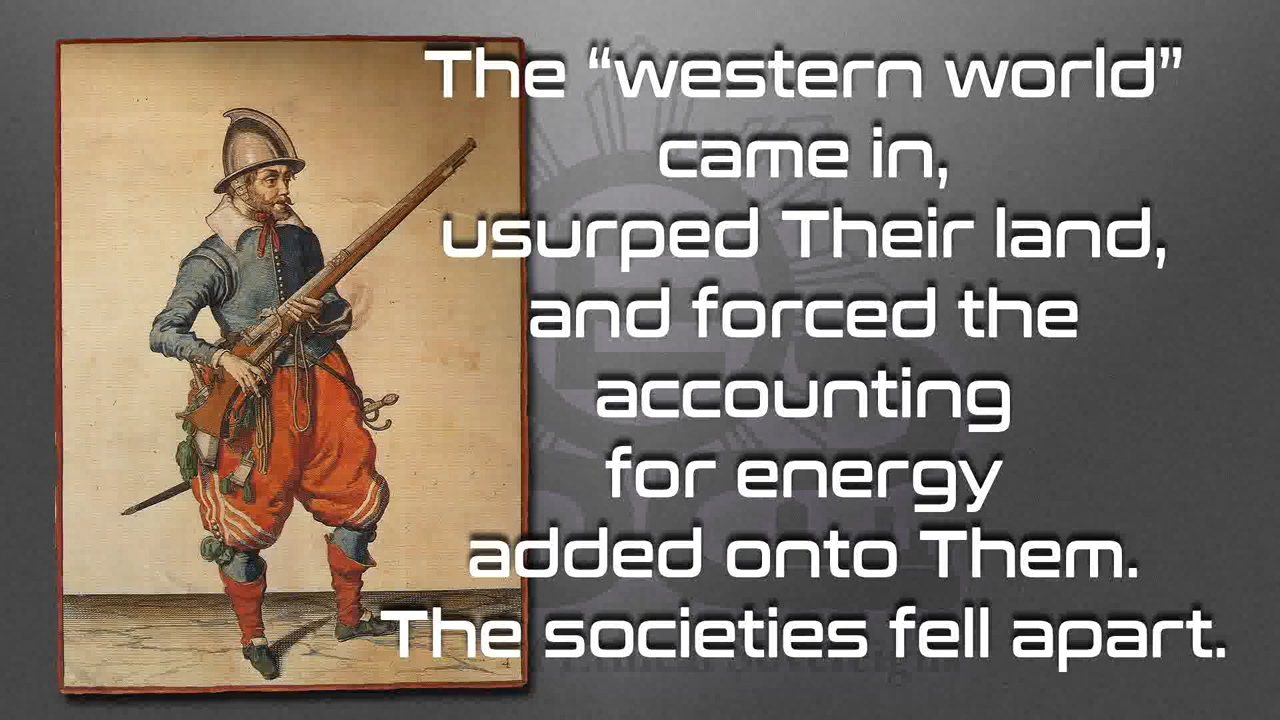 The “western world”
came in,
usurped Their land,
and forced the
accounting
for energy
added onto Them.
The societies fell apart.